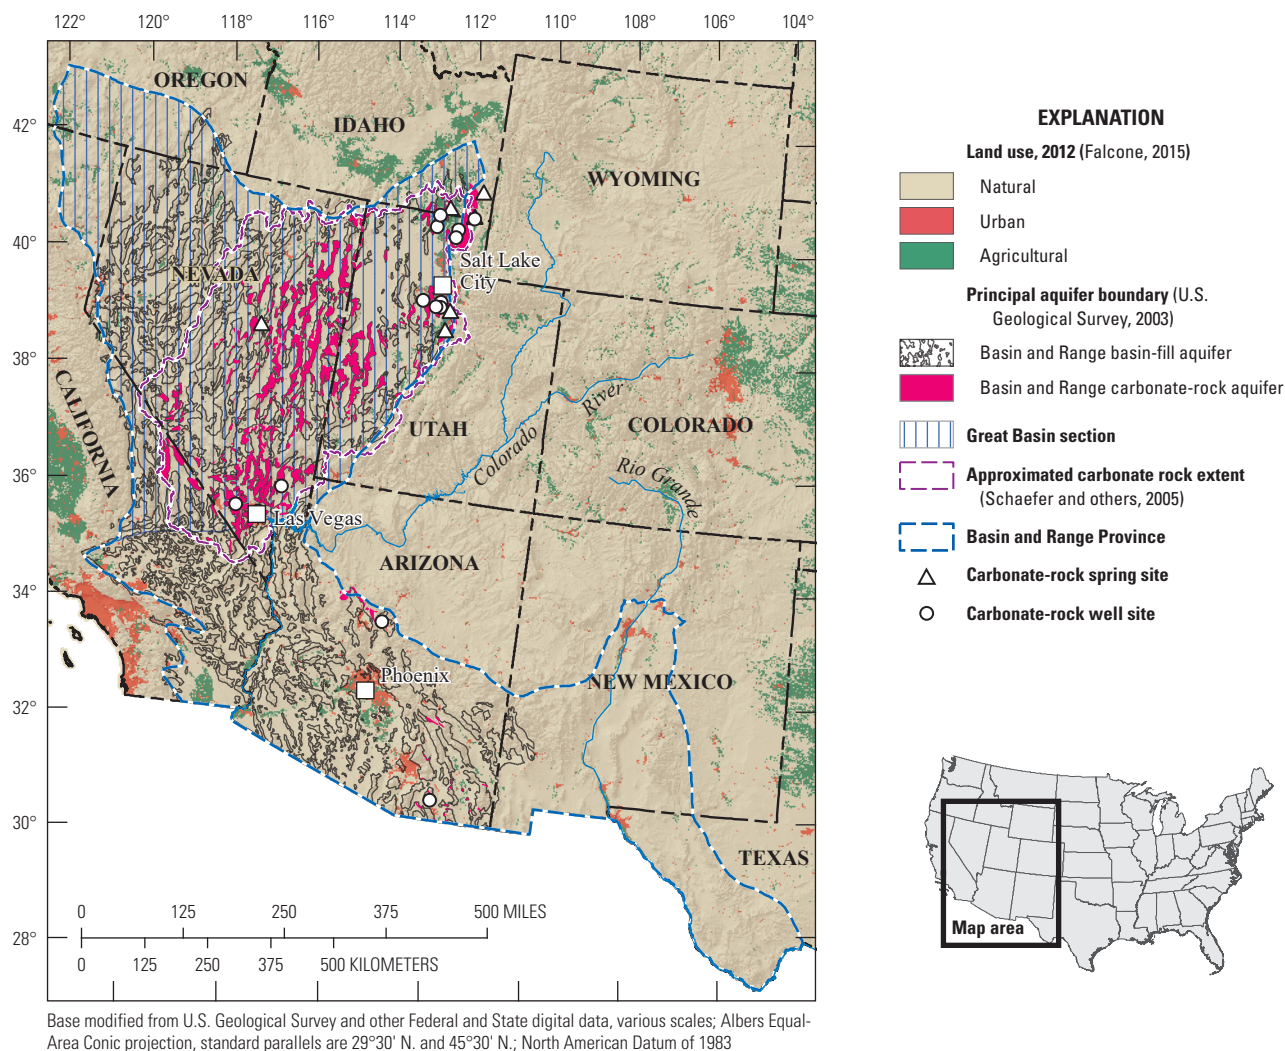 122° 120° 118° 116° 114° 112° 110° 108° 106° 104°
42°
40°
38°
36°
34°
32°
30°
28°
OREGON
IDAHO
WYOMING
NEVADA
Salt Lake
City
CALIFORNIA
UTAH
COLORADO
Colorado River
Rio Grande
Las Vegas
ARIZONA
Phoenix
NEW MEXICO
TEXAS
0 125 250 375 500 MILES
0 125 250 375 500 KILOMETERS
Base modified from U.S. Geological Survey and other Federal and State digital data, various scales; Albers Equal-
Area Conic projection, standard parallels are 29°30' N. and 45°30' N.; North American Datum of 1983
EXPLANATION
Land use, 2012 (Falcone, 2015)
Natural
Urban
Agricultural
Principal aquifer boundary (U.S.
Geological Survey, 2003)
Basin and Range basin-fill aquifer
Basin and Range carbonate-rock aquifer
Great Basin section
Approximated carbonate rock extent
(Schaefer and others, 2005)
Basin and Range Province
Carbonate-rock spring site
Carbonate-rock well site
Map area